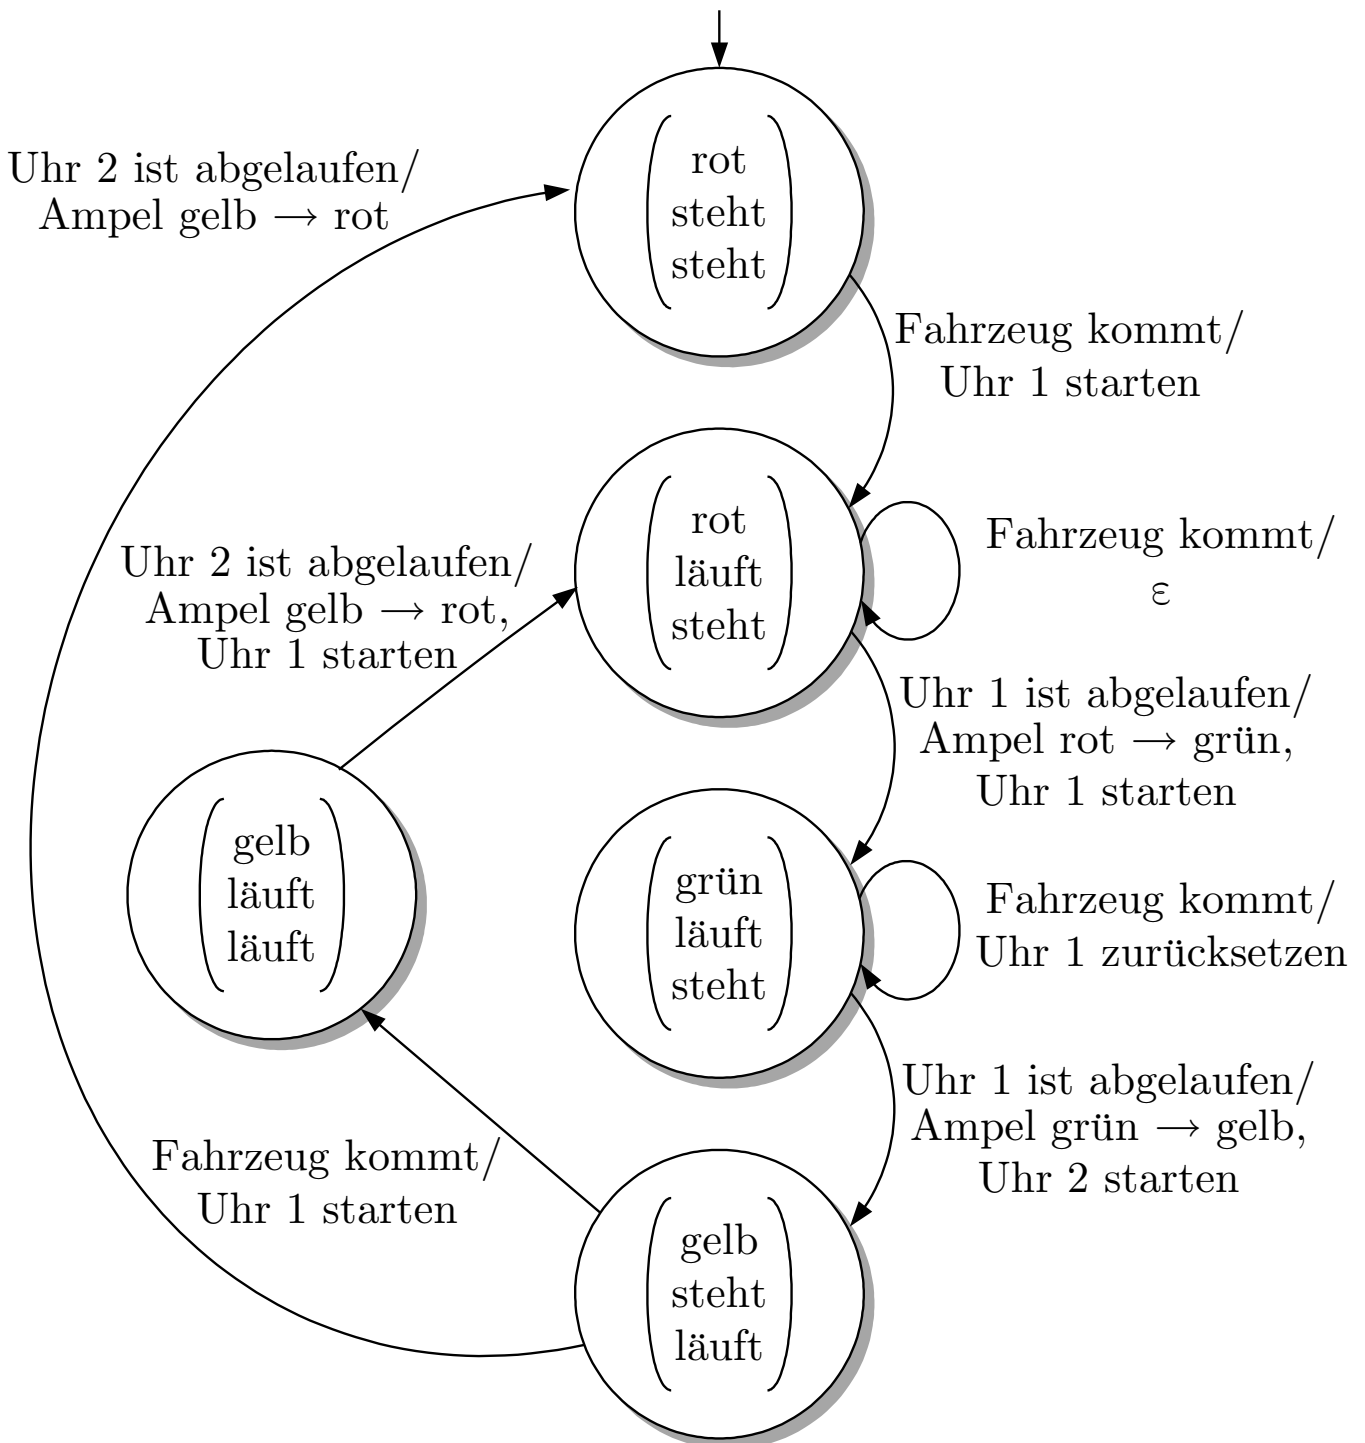 rot
steht
steht
Uhr 2 ist abgelaufen/
Ampel gelb → rot
Fahrzeug kommt/
Uhr 1 starten
rot
läuft
steht
Fahrzeug kommt/
ε
Uhr 2 ist abgelaufen/
Ampel gelb → rot,
Uhr 1 starten
Uhr 1 ist abgelaufen/
Ampel rot → grün,
Uhr 1 starten
gelb
läuft
läuft
grün
läuft
steht
Fahrzeug kommt/
Uhr 1 zurücksetzen
Uhr 1 ist abgelaufen/
Ampel grün → gelb,
Uhr 2 starten
Fahrzeug kommt/
Uhr 1 starten
gelb
steht
läuft